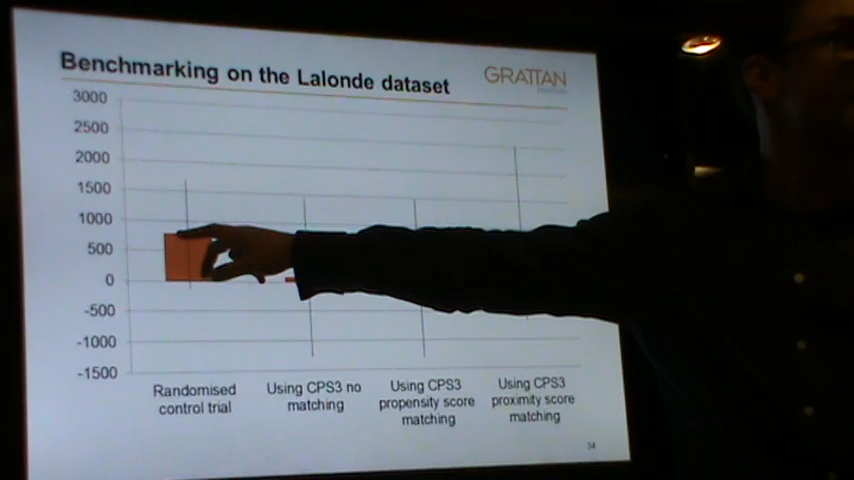 Benchmarking on the Lalonde dataset
GRATTAN
3000
2500
2000
1500
1000
500
0
-500
-1000
-1500
Randomised
control trial
Using CPS3 no
matching
Using CPS3
propensity score
matching
Using CPS3
proximity score
matching
34